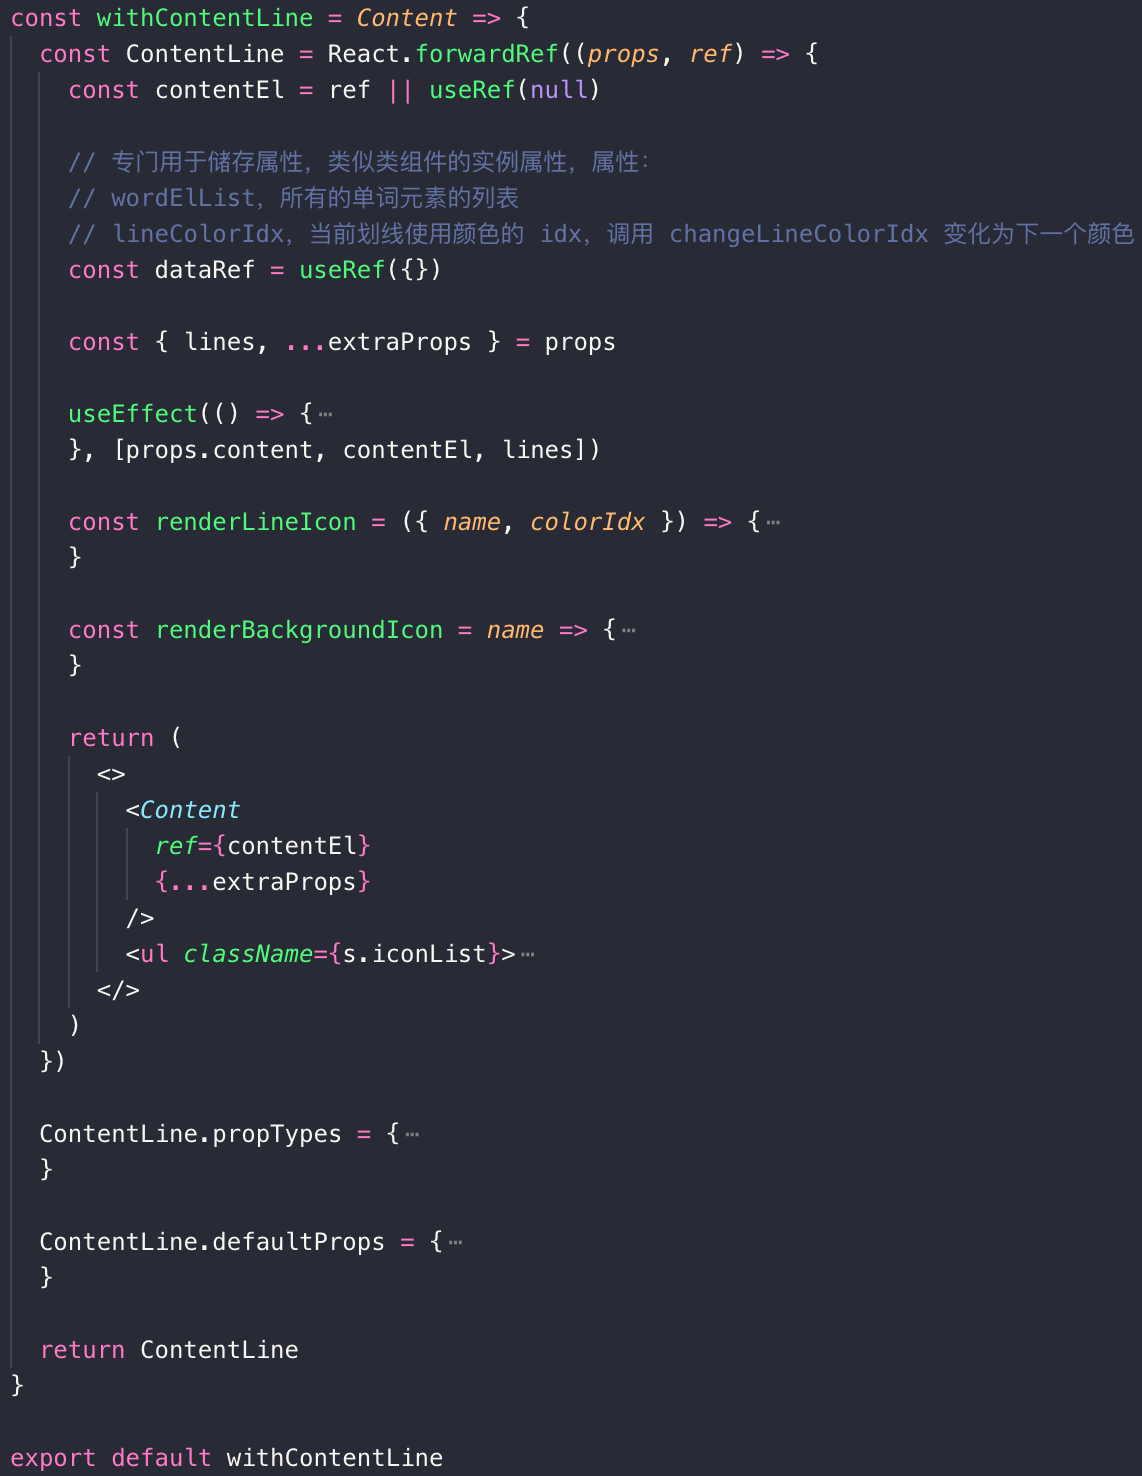 const withContentLine = Content => {
  const ContentLine = React.forwardRef((props, ref) => {
    const contentEl = ref || useRef(null)

    // 专门用于储存属性，类似类组件的实例属性，属性：
    // wordElList，所有的单词元素的列表
    // lineColorIdx，当前划线使用颜色的 idx，调用 changeLineColorIdx 变化为下一个颜色
    const dataRef = useRef({})

    const { lines, ...extraProps } = props

    useEffect(() => {⋯
    }, [props.content, contentEl, lines])

    const renderLineIcon = ({ name, colorIdx }) => {⋯
    }

    const renderBackgroundIcon = name => {⋯
    }

    return (
      <>
        <Content
          ref={contentEl}
          {...extraProps}
        />
        <ul className={s.iconList}>⋯
      </>
    )
  })

  ContentLine.propTypes = {⋯
  }

  ContentLine.defaultProps = {⋯
  }

  return ContentLine
}

export default withContentLine